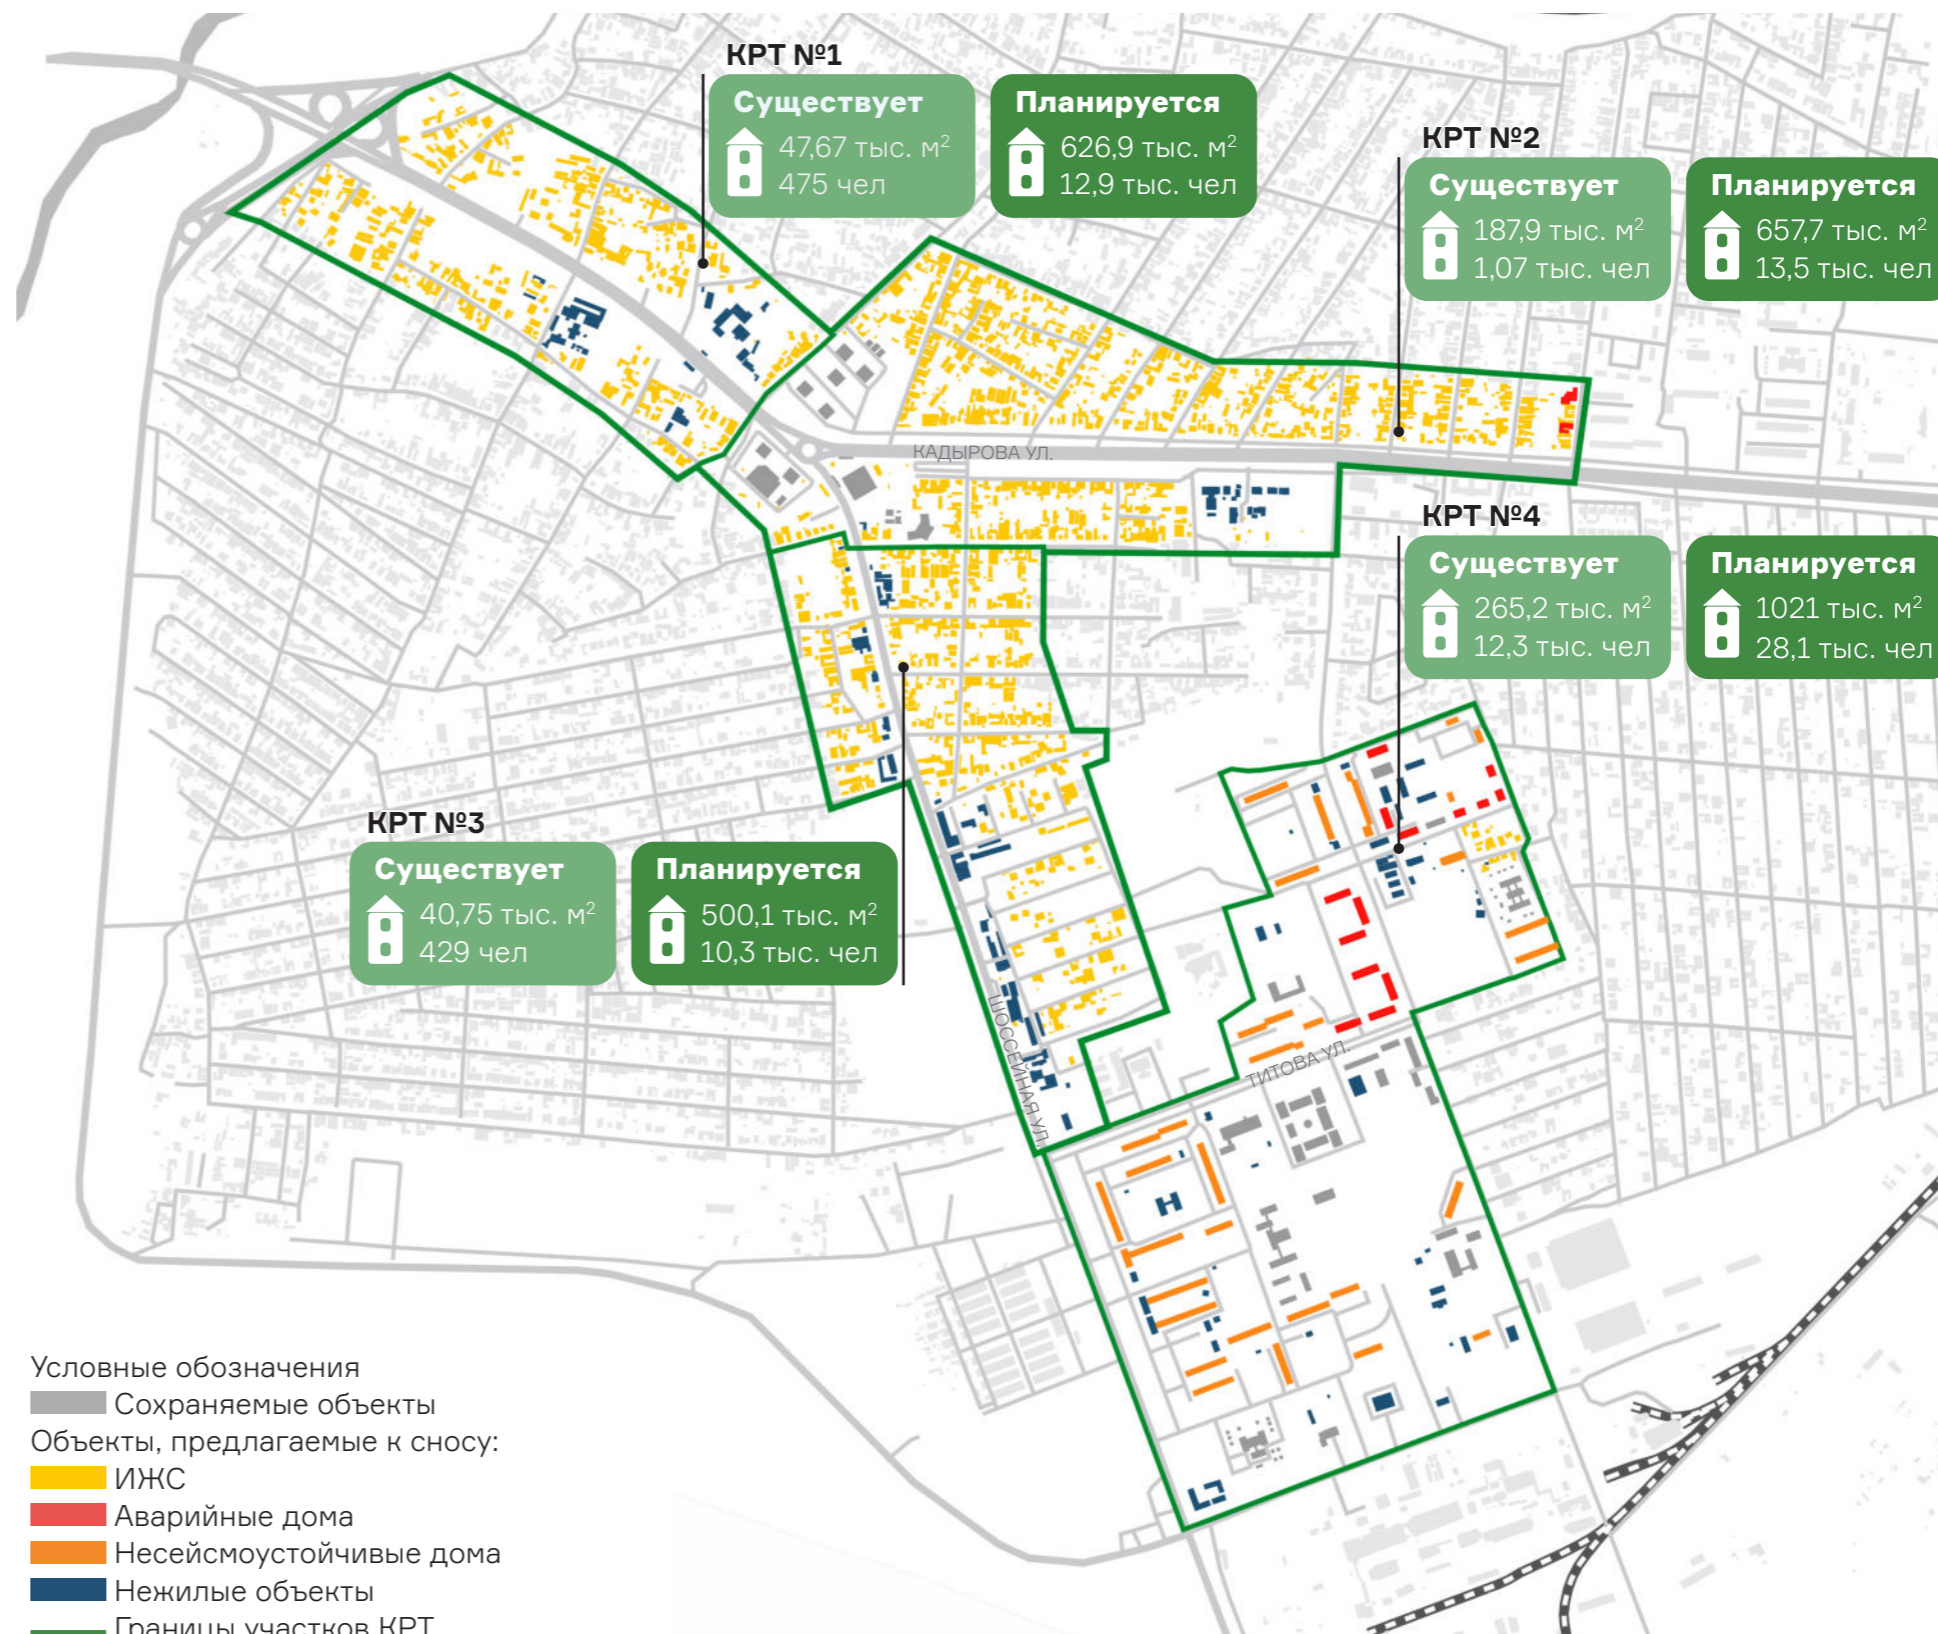 КРТ №1
Существует
47,67 тыс. м²
475 чел
Планируется
626,9 тыс. м²
12,9 тыс. чел
КРТ №2
Существует
187,9 тыс. м²
1,07 тыс. чел
Планируется
657,7 тыс. м²
13,5 тыс. чел
КАДЫРОВА УЛ.
КРТ №4
Существует
265,2 тыс. м²
12,3 тыс. чел
Планируется
1021 тыс. м²
28,1 тыс. чел
КРТ №3
Существует
40,75 тыс. м²
429 чел
Планируется
500,1 тыс. м²
10,3 тыс. чел
ШОССЕЙНАЯ УЛ.
ТИТОВА УЛ.
Условные обозначения
Сохраняемые объекты
Объекты, предлагаемые к сносу:
ИЖС
Аварийные дома
Несейсмоустойчивые дома
Нежилые объекты
Границы участков КРТ